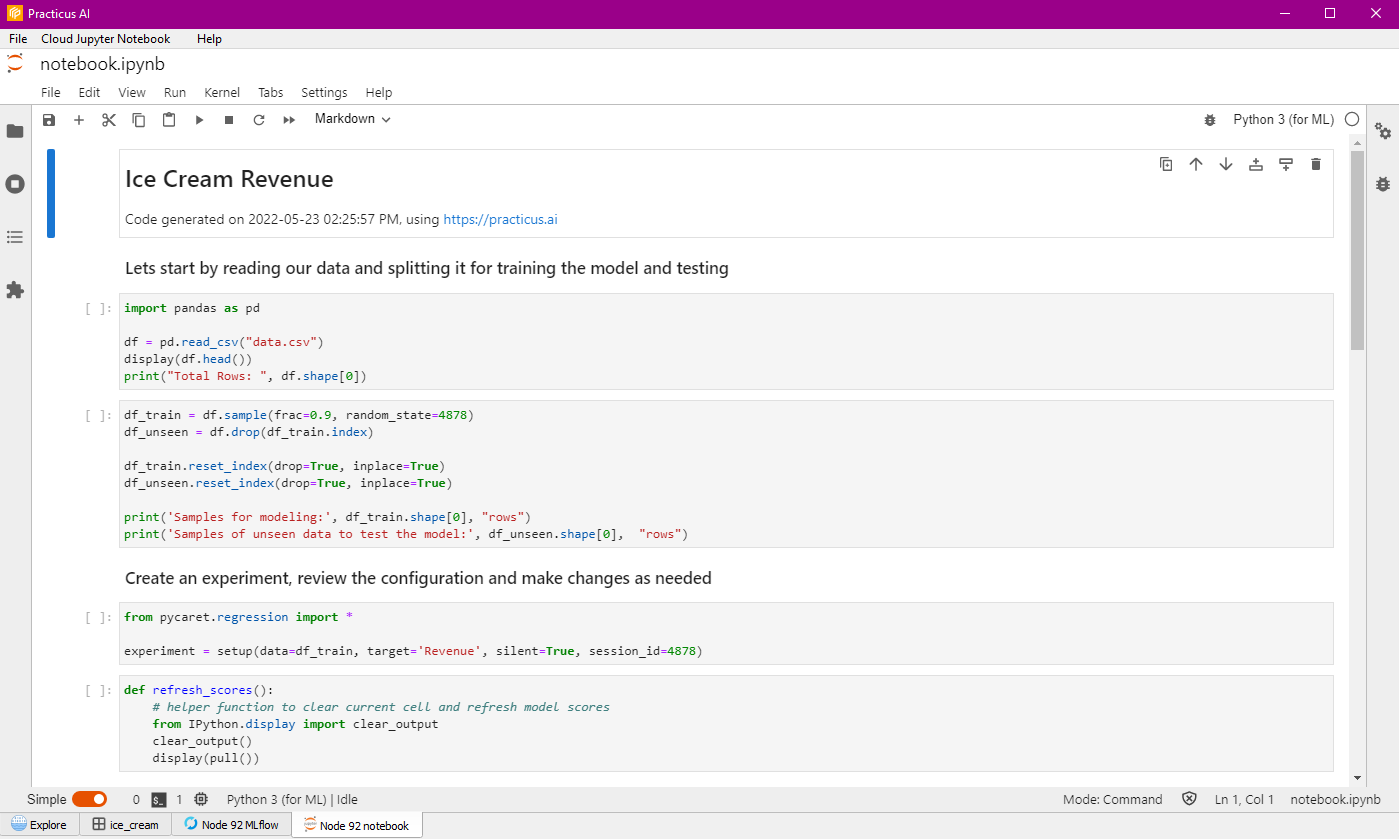 Practicus AI
File Cloud Jupyter Notebook Help
notebook.ipynb
File Edit View Run Kernel Tabs Settings Help
Markdown Python 3 (for ML)
Ice Cream Revenue
Code generated on 2022-05-23 02:25:57 PM, using https://practicus.ai
Lets start by reading our data and splitting it for training the model and testing
[ ]: import pandas as pd
df = pd.read_csv("data.csv")
display(df.head())
print("Total Rows: ", df.shape[0])
[ ]: df_train = df.sample(frac=0.9, random_state=4878)
df_unseen = df.drop(df_train.index)
df_train.reset_index(drop=True, inplace=True)
df_unseen.reset_index(drop=True, inplace=True)
print('Samples for modeling:', df_train.shape[0], "rows")
print('Samples of unseen data to test the model:', df_unseen.shape[0],  "rows")
Create an experiment, review the configuration and make changes as needed
[ ]: from pycaret.regression import *
experiment = setup(data=df_train, target='Revenue', silent=True, session_id=4878)
[ ]: def refresh_scores():
    # helper function to clear current cell and refresh model scores
    from IPython.display import clear_output
    clear_output()
    display(pull())
Simple 0 $_ 1 Python 3 (for ML) | Idle Mode: Command Ln 1, Col 1 notebook.ipynb
Explore ice_cream Node 92 MLflow Node 92 notebook